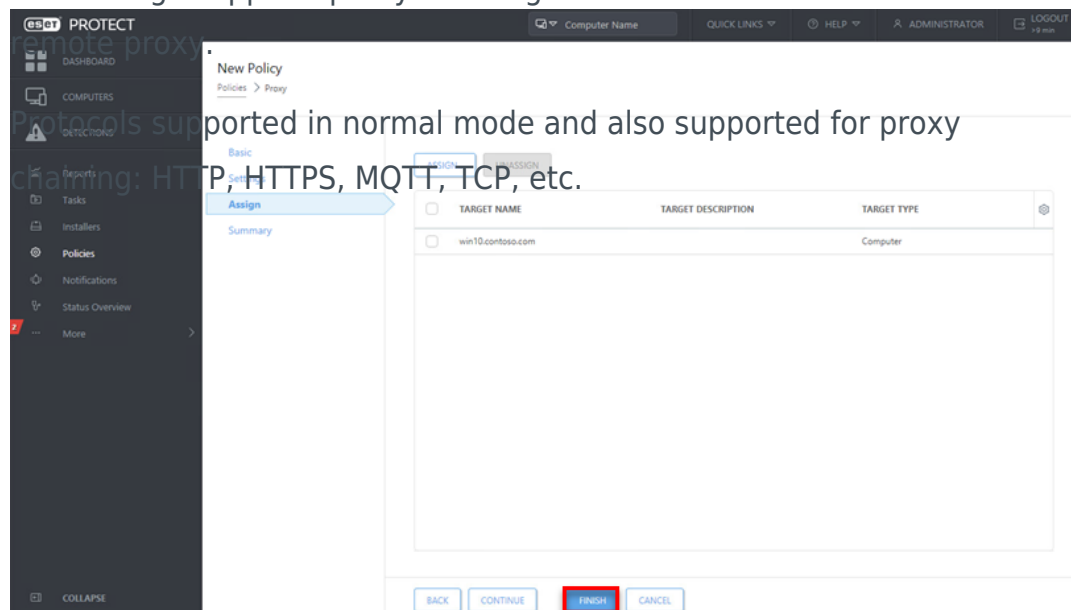 remote proxy.
Protocols supported in normal mode and also supported for proxy
chaining: HTTP, HTTPS, MQTT, TCP, etc.
eset PROTECT
Computer Name
QUICK LINKS
HELP
ADMINISTRATOR
LOGOUT
>9 min
DASHBOARD
COMPUTERS
DETECTIONS
Reports
Tasks
Installers
Policies
Notifications
Status Overview
2
... More
COLLAPSE
New Policy
Policies > Proxy
Basic
Settings
Assign
Summary
ASSIGN
UNASSIGN
TARGET NAME TARGET DESCRIPTION TARGET TYPE
win10.contoso.com Computer
BACK CONTINUE FINISH CANCEL